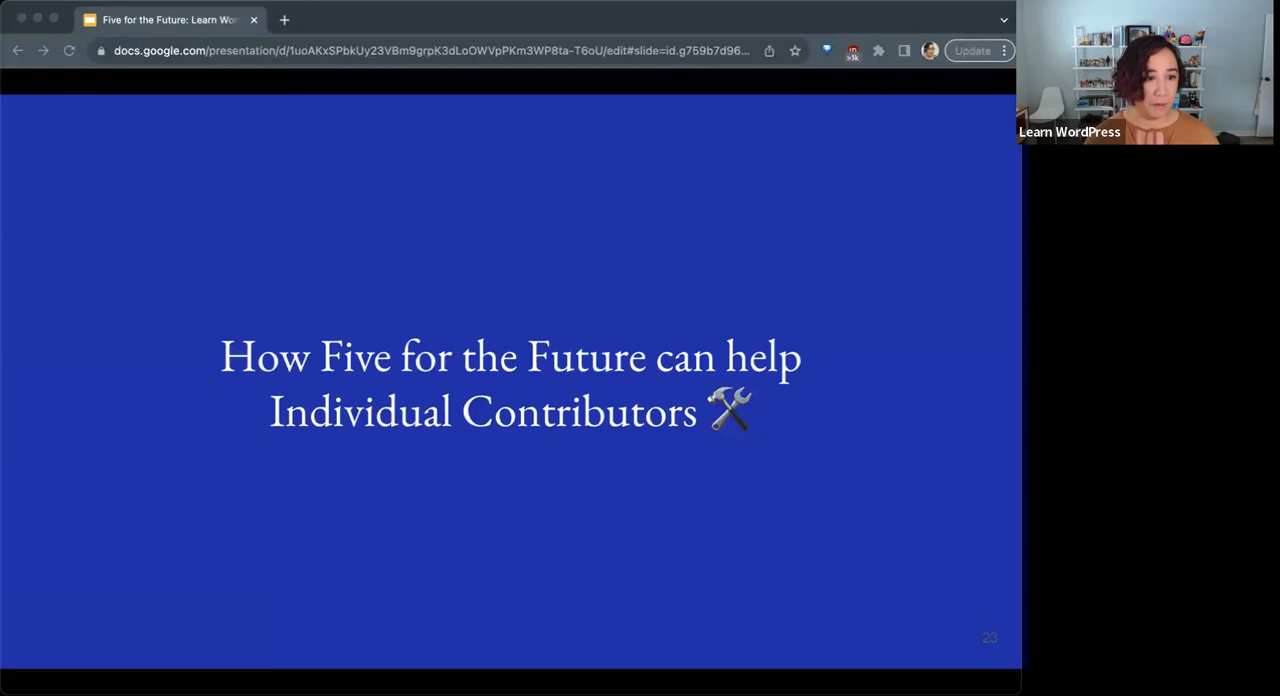 Five for the Future: Learn Wor
docs.google.com/presentation/d/1uoAKxSPbkUy23VBm9grpK3dLoOWVpPKm3WP8ta-T6oU/edit#slide=id.g759b7d96...
>1k
Update
Learn WordPress
How Five for the Future can help
Individual Contributors 🛠️
23